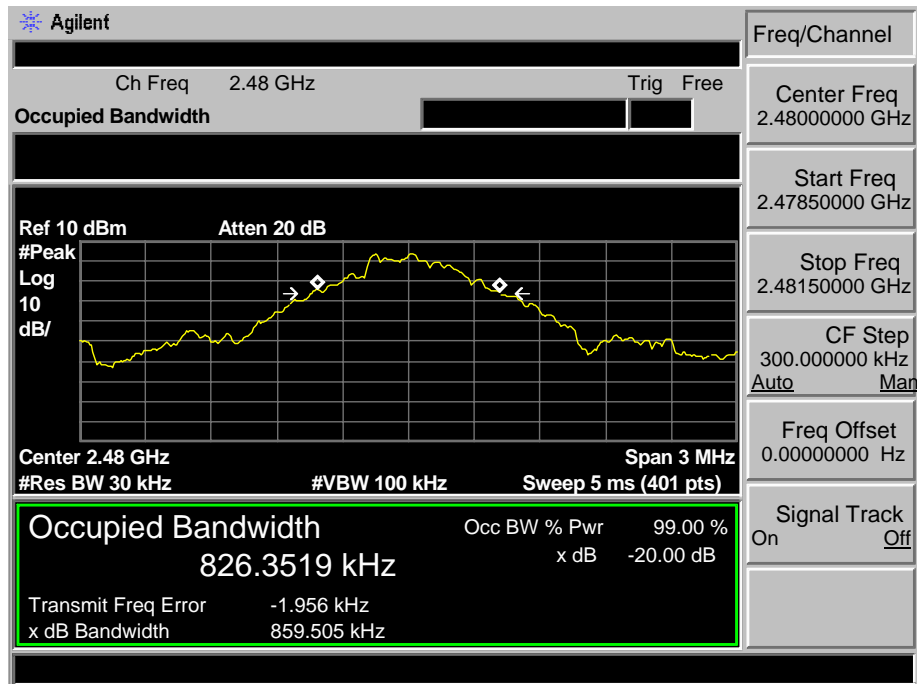 Agilent
Freq/Channel
Ch Freq 2.48 GHz Trig Free
Occupied Bandwidth
Center Freq
2.48000000 GHz
Start Freq
2.47850000 GHz
Stop Freq
2.48150000 GHz
CF Step
300.000000 kHz
Auto Man
Freq Offset
0.00000000 Hz
Signal Track
On Off
Ref 10 dBm Atten 20 dB
#Peak
Log
10
dB/
Center 2.48 GHz Span 3 MHz
#Res BW 30 kHz #VBW 100 kHz Sweep 5 ms (401 pts)
Occupied Bandwidth Occ BW % Pwr 99.00 %
826.3519 kHz x dB -20.00 dB
Transmit Freq Error -1.956 kHz
x dB Bandwidth 859.505 kHz